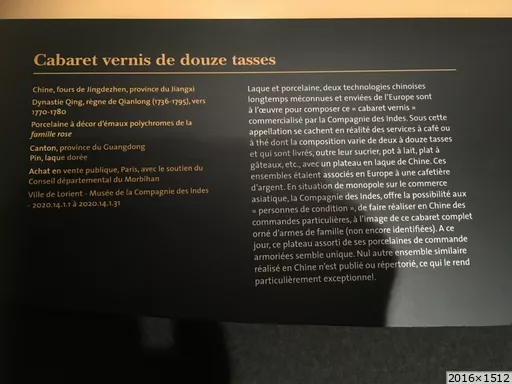 Cabaret vernis de douze tasses
Chine, fours de Jingdezhen, province du Jiangxi
Dynastie Qing, règne de Qianlong (1736-1795), vers
1770-1780
Porcelaine à décor d'émaux polychromes de la
famille rose
Canton, province du Guangdong
Pin, laque dorée
Achat en vente publique, Paris, avec le soutien du
Conseil départemental du Morbihan
Ville de Lorient - Musée de la Compagnie des Indes
- 2020.14.1.1 à 2020.14.1.31
Laque et porcelaine, deux technologies chinoises
longtemps méconnues et enviées de l'Europe sont
à l'œuvre pour composer ce « cabaret vernis »
commercialisé par la Compagnie des Indes. Sous cette
appellation se cachent en réalité des services à café ou
à thé dont la composition varie de deux à douze tasses
et qui sont livrés, outre leur sucrier, pot à lait, plat à
gâteaux, etc., avec un plateau en laque de Chine. Ces
ensembles étaient associés en Europe à une cafetière
d'argent. En situation de monopole sur le commerce
asiatique, la Compagnie des Indes, offre la possibilité aux
« personnes de condition », de faire réaliser en Chine des
commandes particulières, à l'image de ce cabaret complet
orné d'armes de famille (non encore identifiées). A ce
jour, ce plateau assorti de ses porcelaines de commande
armoriées semble unique. Nul autre ensemble similaire
réalisé en Chine n'est publié ou répertorié, ce qui le rend
particulièrement exceptionnel.
2016×1512